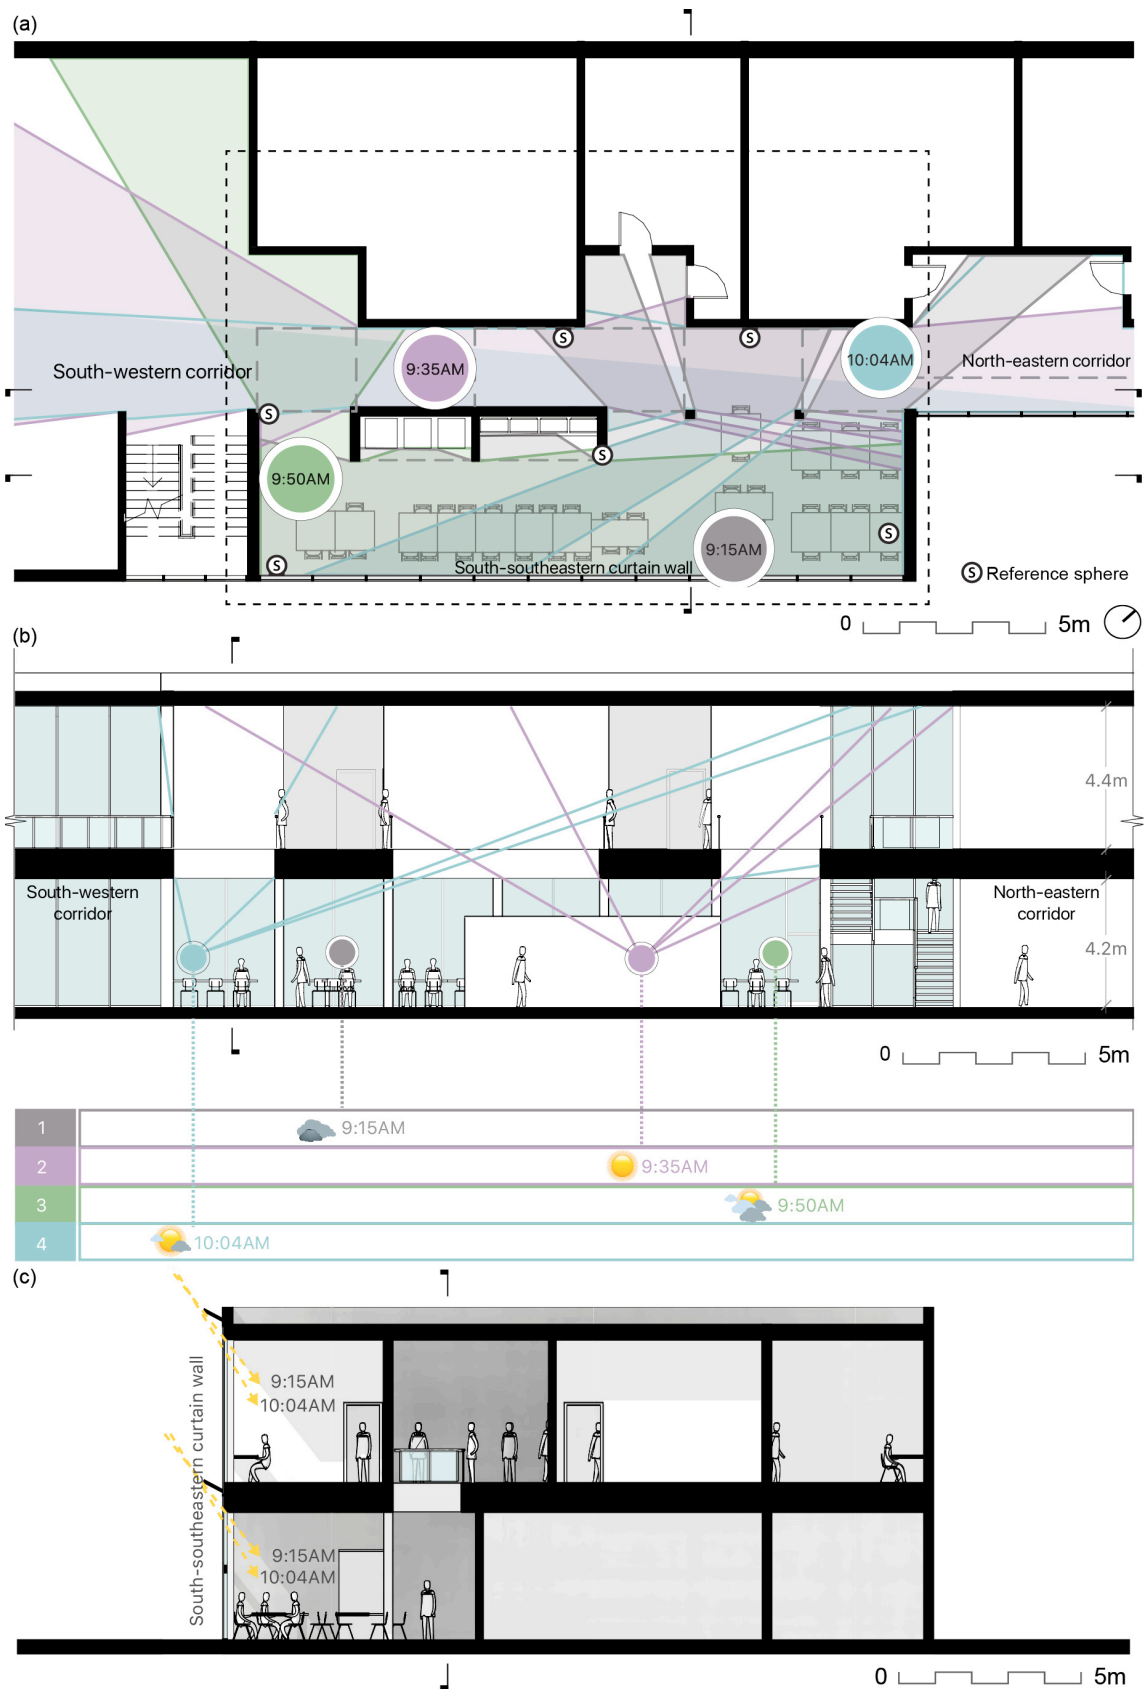 (a)
South-western corridor
9:35AM
10:04AM
North-eastern corridor
S
S
S
S
9:50AM
9:15AM
S
S
South-southeastern curtain wall
S Reference sphere
0 5m
(b)
4.4m
South-western
corridor
North-eastern
corridor
4.2m
0 5m
1 9:15AM
2 9:35AM
3 9:50AM
4 10:04AM
(c)
South-southeastern curtain wall
9:15AM
10:04AM
9:15AM
10:04AM
0 5m